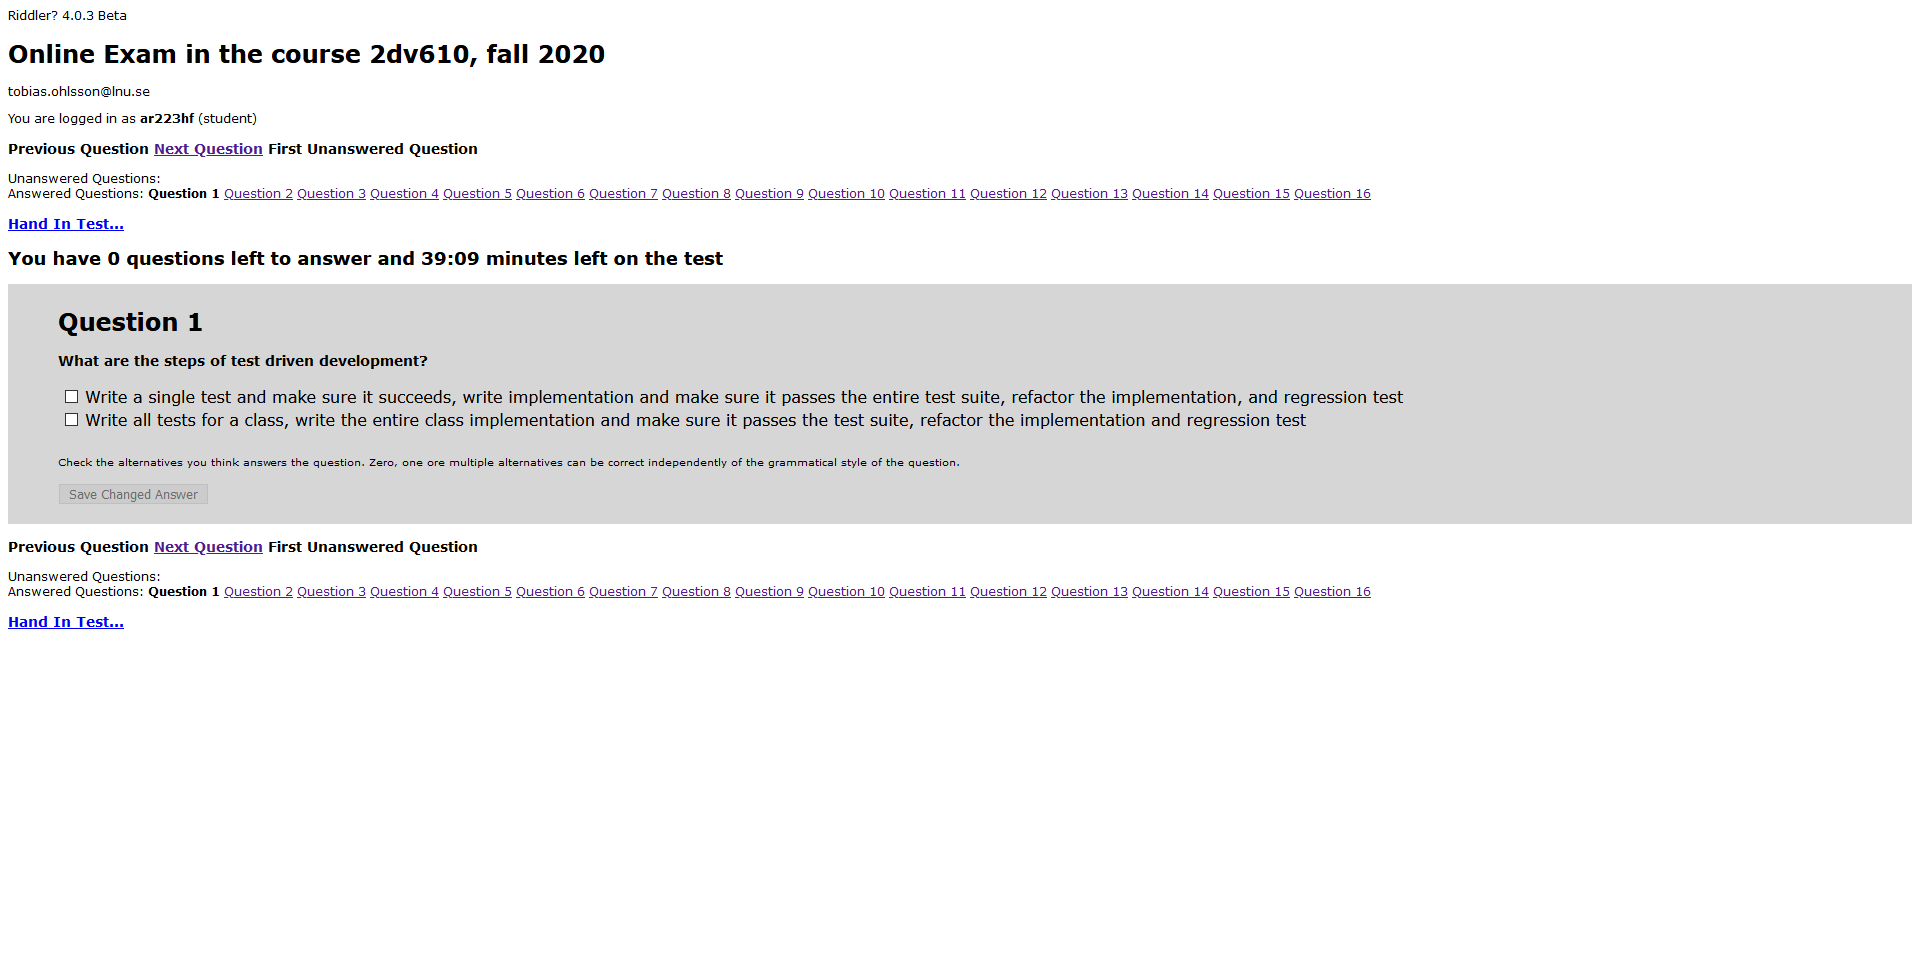 Riddler? 4.0.3 Beta
Online Exam in the course 2dv610, fall 2020
tobias.ohlsson@lnu.se
You are logged in as ar223hf (student)
Previous Question Next Question First Unanswered Question
Unanswered Questions:
Answered Questions: Question 1 Question 2 Question 3 Question 4 Question 5 Question 6 Question 7 Question 8 Question 9 Question 10 Question 11 Question 12 Question 13 Question 14 Question 15 Question 16
Hand In Test...
You have 0 questions left to answer and 39:09 minutes left on the test
Question 1
What are the steps of test driven development?
Write a single test and make sure it succeeds, write implementation and make sure it passes the entire test suite, refactor the implementation, and regression test
Write all tests for a class, write the entire class implementation and make sure it passes the test suite, refactor the implementation and regression test
Check the alternatives you think answers the question. Zero, one ore multiple alternatives can be correct independently of the grammatical style of the question.
Save Changed Answer
Previous Question Next Question First Unanswered Question
Unanswered Questions:
Answered Questions: Question 1 Question 2 Question 3 Question 4 Question 5 Question 6 Question 7 Question 8 Question 9 Question 10 Question 11 Question 12 Question 13 Question 14 Question 15 Question 16
Hand In Test...